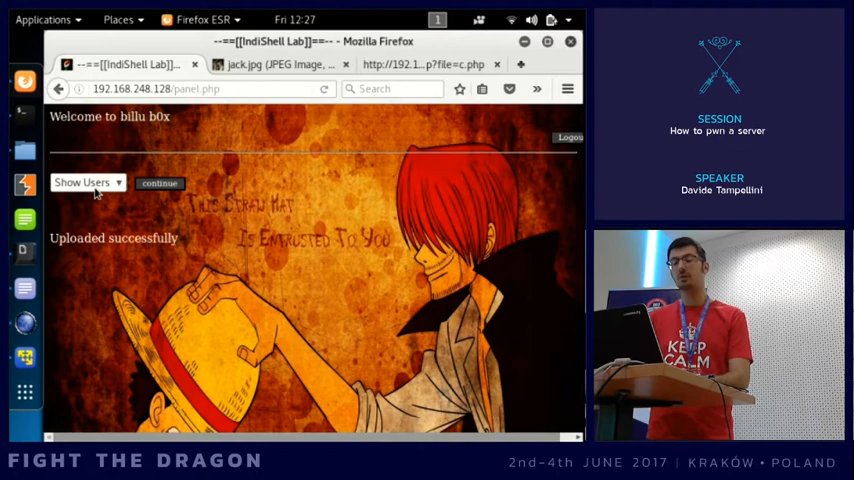 Applications ▾ Places ▾ Firefox ESR ▾ Fri 12:27 1
--==[[IndiShell Lab]]==-- - Mozilla Firefox
--==[[IndiShell Lab]]... × jack.jpg (JPEG Image, ... × http://192.1...p?file=c.php ×
192.168.248.128/panel.php Search
Welcome to billu b0x
Logou
Show Users ▾ continue
THIS STRAW HAT
IS ENTRUSTED TO YOU
Uploaded successfully
SESSION
How to pwn a server
SPEAKER
Davide Tampellini
KEEP
CALM
FIGHT THE DRAGON
2nd-4th JUNE 2017 | KRAKÓW • POLAND